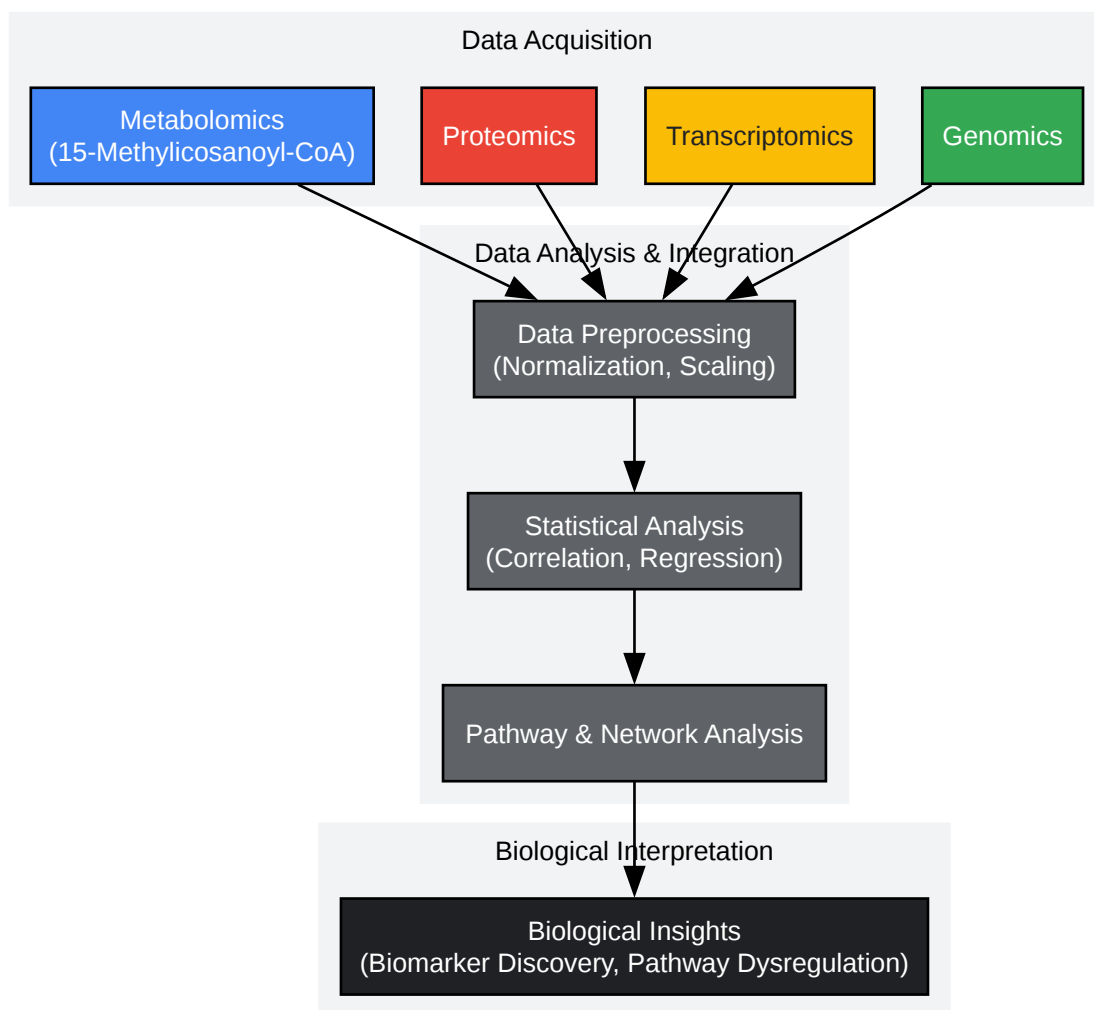 Data Acquisition
Metabolomics
(15-Methylicosanoyl-CoA)
Proteomics
Transcriptomics
Genomics
Data Analysis & Integration
Data Preprocessing
(Normalization, Scaling)
Statistical Analysis
(Correlation, Regression)
Pathway & Network Analysis
Biological Interpretation
Biological Insights
(Biomarker Discovery, Pathway Dysregulation)